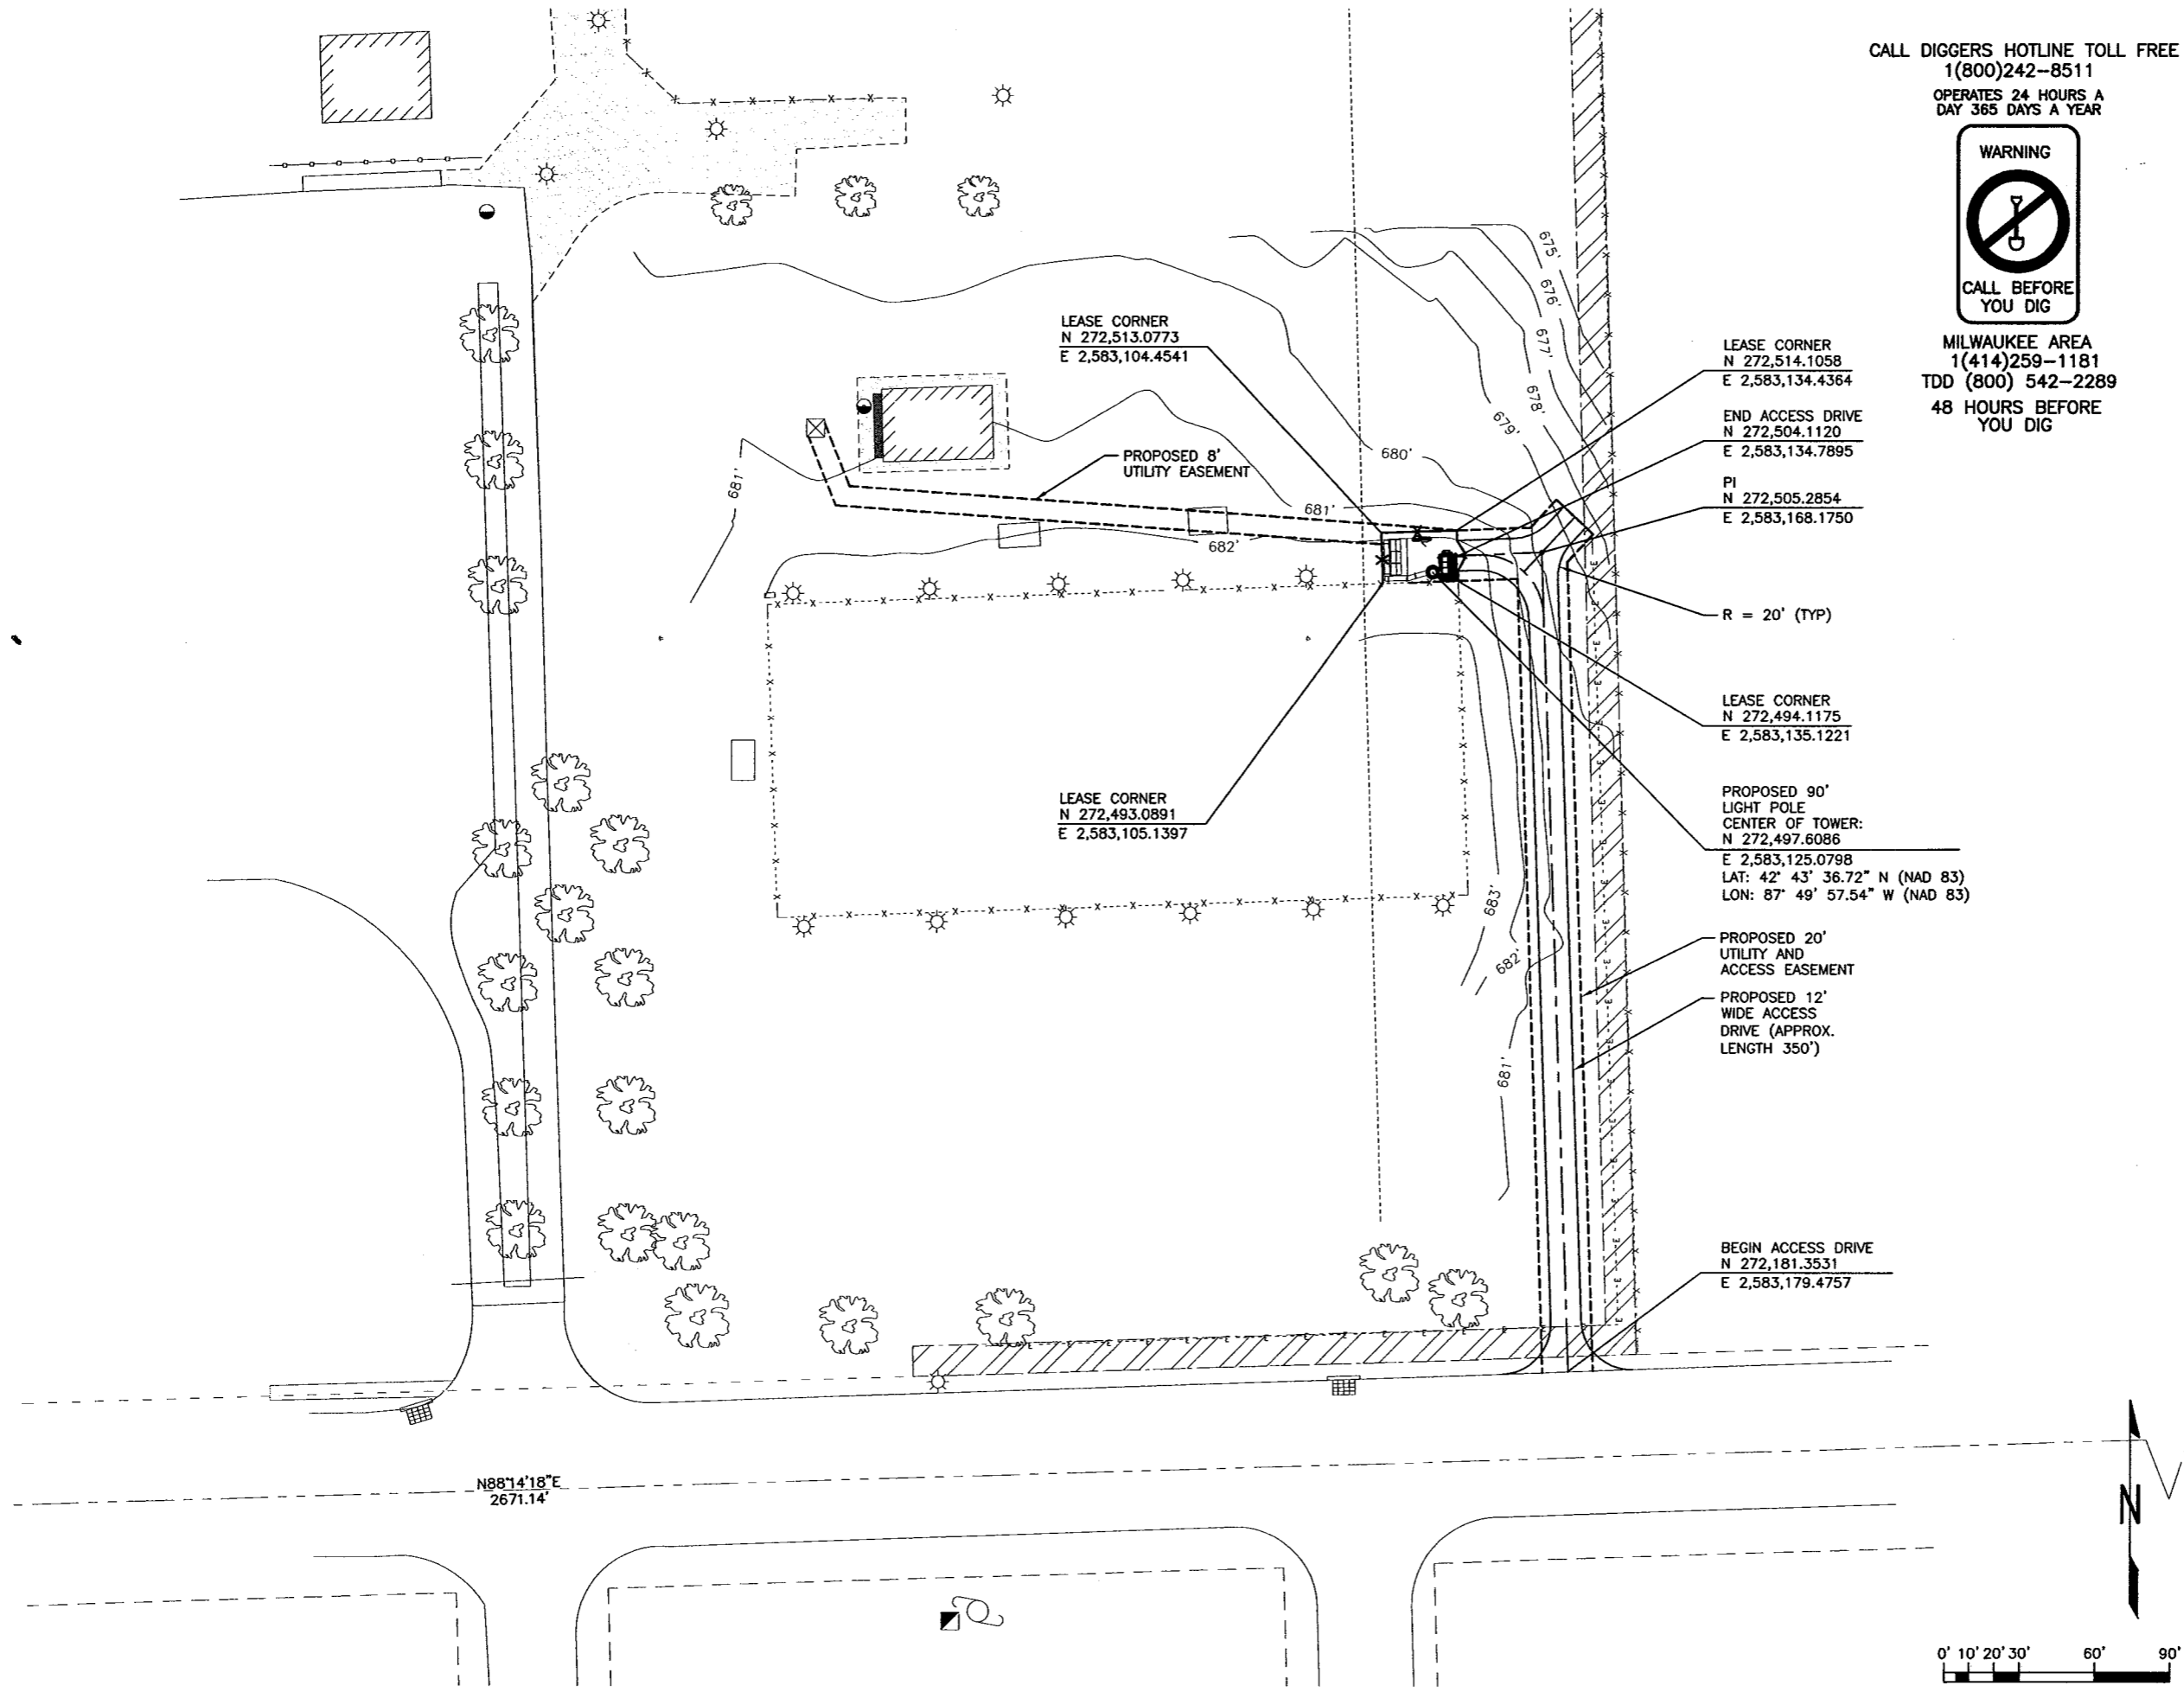 CALL DIGGERS HOTLINE TOLL FREE
1(800)242-8511
OPERATES 24 HOURS A
DAY 365 DAYS A YEAR
WARNING
CALL BEFORE
YOU DIG
MILWAUKEE AREA
1(414)259-1181
TDD (800) 542-2289
48 HOURS BEFORE
YOU DIG
LEASE CORNER
N 272,513.0773
E 2,583,104.4541
LEASE CORNER
N 272,514.1058
E 2,583,134.4364
END ACCESS DRIVE
N 272,504.1120
E 2,583,134.7895
PI
N 272,505.2854
E 2,583,168.1750
R = 20' (TYP)
LEASE CORNER
N 272,494.1175
E 2,583,135.1221
PROPOSED 90'
LIGHT POLE
CENTER OF TOWER:
N 272,497.6086
E 2,583,125.0798
LAT: 42° 43' 36.72" N (NAD 83)
LON: 87° 49' 57.54" W (NAD 83)
PROPOSED 20'
UTILITY AND
ACCESS EASEMENT
PROPOSED 12'
WIDE ACCESS
DRIVE (APPROX.
LENGTH 350')
BEGIN ACCESS DRIVE
N 272,181.3531
E 2,583,179.4757
PROPOSED 8'
UTILITY EASEMENT
LEASE CORNER
N 272,493.0891
E 2,583,105.1397
675'
676'
677'
678'
679'
680'
681'
681'
682'
683'
682'
681'
N88°14'18"E
2671.14'
N
0' 10' 20' 30' 60' 90'